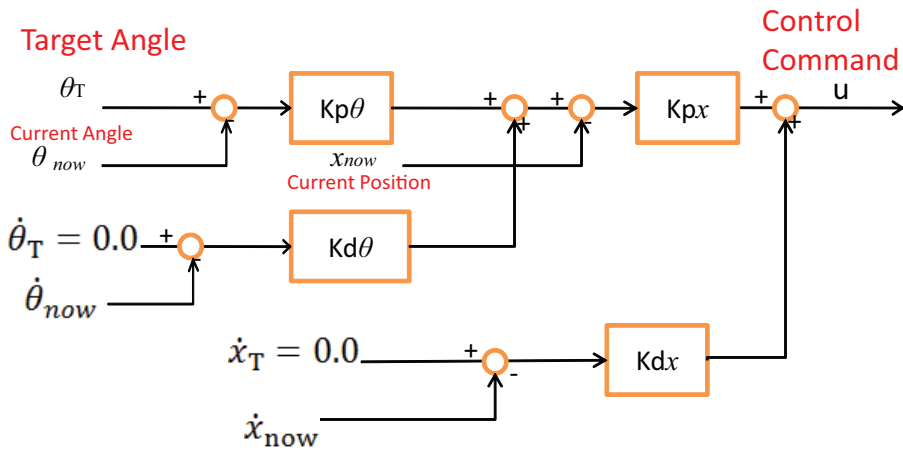 Target Angle
Control
Command
θT
+
-
Kpθ
+
+
+
-
Kpx
+
+
u
Current Angle
θ now
xnow
Current Position
θ̇T = 0.0
+
-
Kdθ
θ̇now
ẋT = 0.0
+
-
Kdx
ẋnow